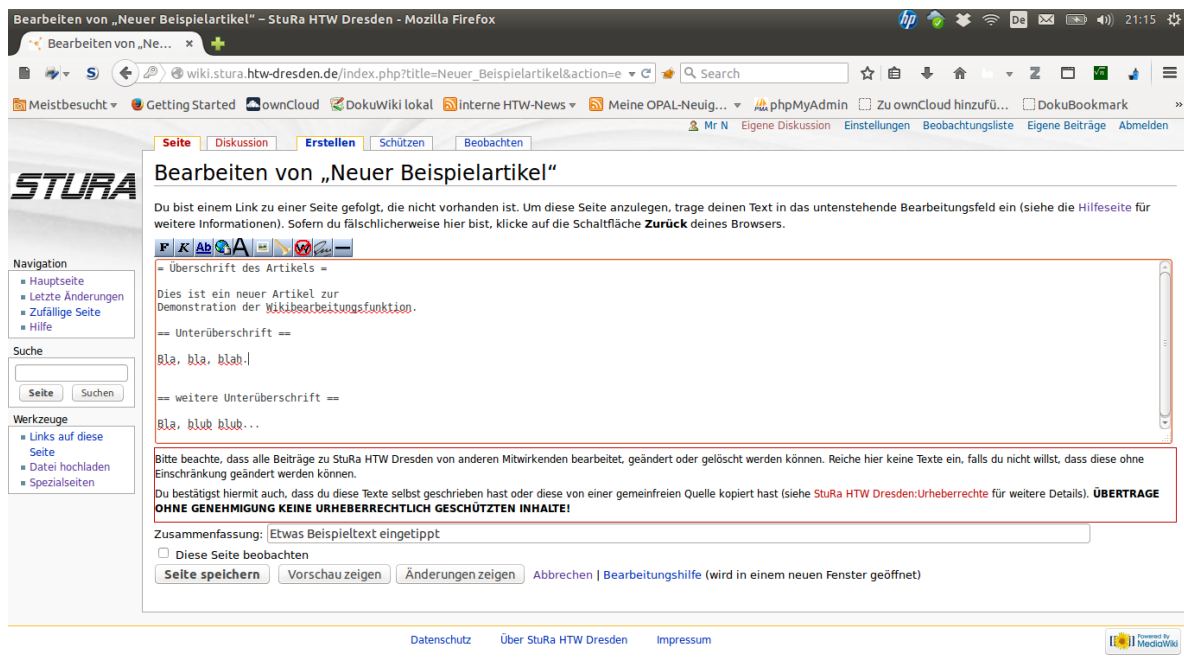 Bearbeiten von „Neuer Beispielartikel“ – StuRa HTW Dresden - Mozilla Firefox
De
21:15
Bearbeiten von „Ne... ×
S)
wiki.stura.htw-dresden.de/index.php?title=Neuer_Beispielartikel&action=e
Search
Z
Meistbesucht
Getting Started
ownCloud
DokuWiki lokal
interne HTW-News
Meine OPAL-Neuig...
phpMyAdmin
Zu ownCloud hinzufü...
DokuBookmark
»
Mr N Eigene Diskussion Einstellungen Beobachtungsliste Eigene Beiträge Abmelden
Seite Diskussion Erstellen Schützen Beobachten
STURA
Bearbeiten von „Neuer Beispielartikel“
Du bist einem Link zu einer Seite gefolgt, die nicht vorhanden ist. Um diese Seite anzulegen, trage deinen Text in das untenstehende Bearbeitungsfeld ein (siehe die Hilfeseite für
weitere Informationen). Sofern du fälschlicherweise hier bist, klicke auf die Schaltfläche Zurück deines Browsers.
F K Ab A W
Navigation
Hauptseite
Letzte Änderungen
Zufällige Seite
Hilfe
Suche
Seite Suchen
Werkzeuge
Links auf diese
Seite
Datei hochladen
Spezialseiten
= Überschrift des Artikels =
Dies ist ein neuer Artikel zur
Demonstration der Wikibearbeitungsfunktion.
== Unterüberschrift ==
Bla, bla, blah.
== weitere Unterüberschrift ==
Bla, blub blub...
Bitte beachte, dass alle Beiträge zu StuRa HTW Dresden von anderen Mitwirkenden bearbeitet, geändert oder gelöscht werden können. Reiche hier keine Texte ein, falls du nicht willst, dass diese ohne
Einschränkung geändert werden können.
Du bestätigst hiermit auch, dass du diese Texte selbst geschrieben hast oder diese von einer gemeinfreien Quelle kopiert hast (siehe StuRa HTW Dresden:Urheberrechte für weitere Details). ÜBERTRAGE
OHNE GENEHMIGUNG KEINE URHEBERRECHTLICH GESCHÜTZTEN INHALTE!
Zusammenfassung: Etwas Beispieltext eingetippt
Diese Seite beobachten
Seite speichern Vorschau zeigen Änderungen zeigen Abbrechen | Bearbeitungshilfe (wird in einem neuen Fenster geöffnet)
Datenschutz Über StuRa HTW Dresden Impressum
Powered By
MediaWiki